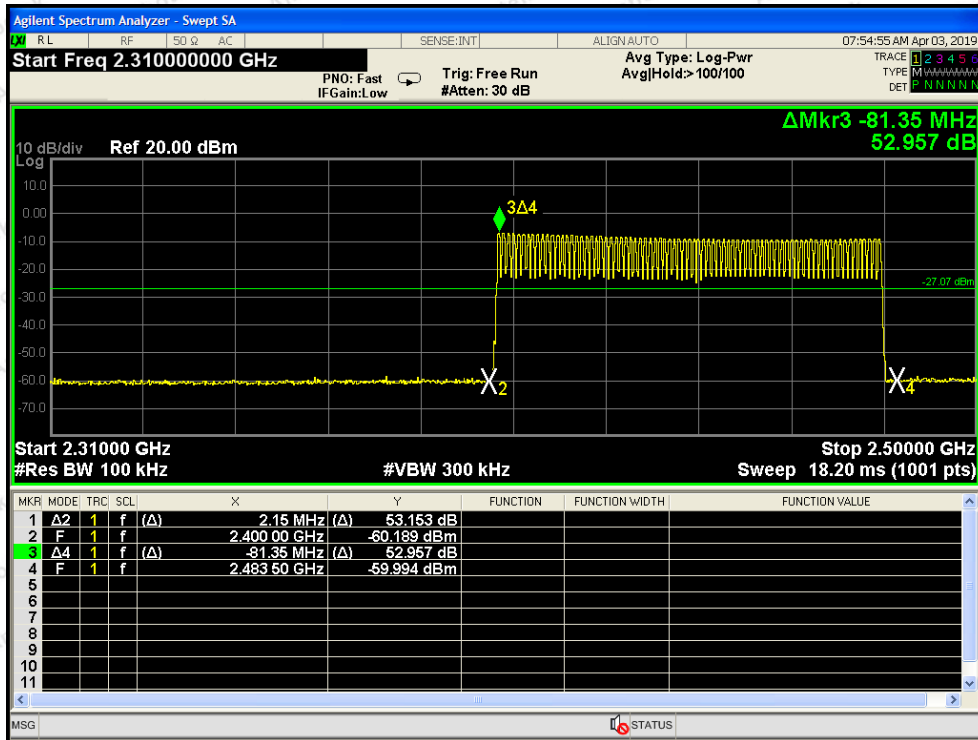 Agilent Spectrum Analyzer - Swept SA
LXI RL RF 50 Ω AC SENSE:INT ALIGN AUTO 07:54:55 AM Apr 03, 2019
Start Freq 2.310000000 GHz Avg Type: Log-Pwr TRACE 1 2 3 4 5 6
PNO: Fast Trig: Free Run Avg|Hold:>100/100 TYPE M WWWWW
IFGain:Low #Atten: 30 dB DET P N N N N N
ΔMkr3 -81.35 MHz
10 dB/div Ref 20.00 dBm 52.957 dB
Log
10.0
0.00
3Δ4
-10.0
-20.0
-27.07 dBm
-30.0
-40.0
-50.0
-60.0
2 4
-70.0
Start 2.31000 GHz Stop 2.50000 GHz
#Res BW 100 kHz #VBW 300 kHz Sweep 18.20 ms (1001 pts)
MKR MODE TRC SCL X Y FUNCTION FUNCTION WIDTH FUNCTION VALUE
1 Δ2 1 f (Δ) 2.15 MHz (Δ) 53.153 dB
2 F 1 f 2.400 00 GHz -60.189 dBm
3 Δ4 1 f (Δ) -81.35 MHz (Δ) 52.957 dB
4 F 1 f 2.483 50 GHz -59.994 dBm
5
6
7
8
9
10
11
MSG STATUS